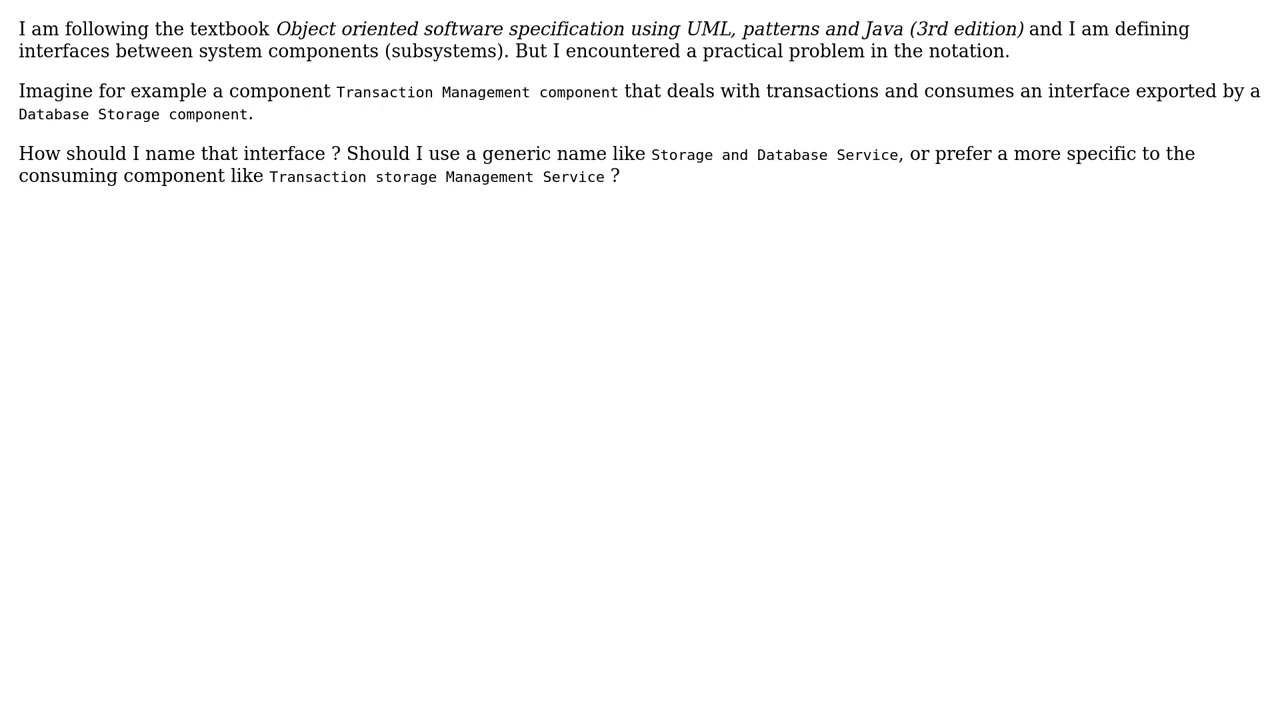 I am following the textbook Object oriented software specification using UML, patterns and Java (3rd edition) and I am defining
interfaces between system components (subsystems). But I encountered a practical problem in the notation.
Imagine for example a component Transaction Management component that deals with transactions and consumes an interface exported by a
Database Storage component.
How should I name that interface ? Should I use a generic name like Storage and Database Service, or prefer a more specific to the
consuming component like Transaction storage Management Service ?